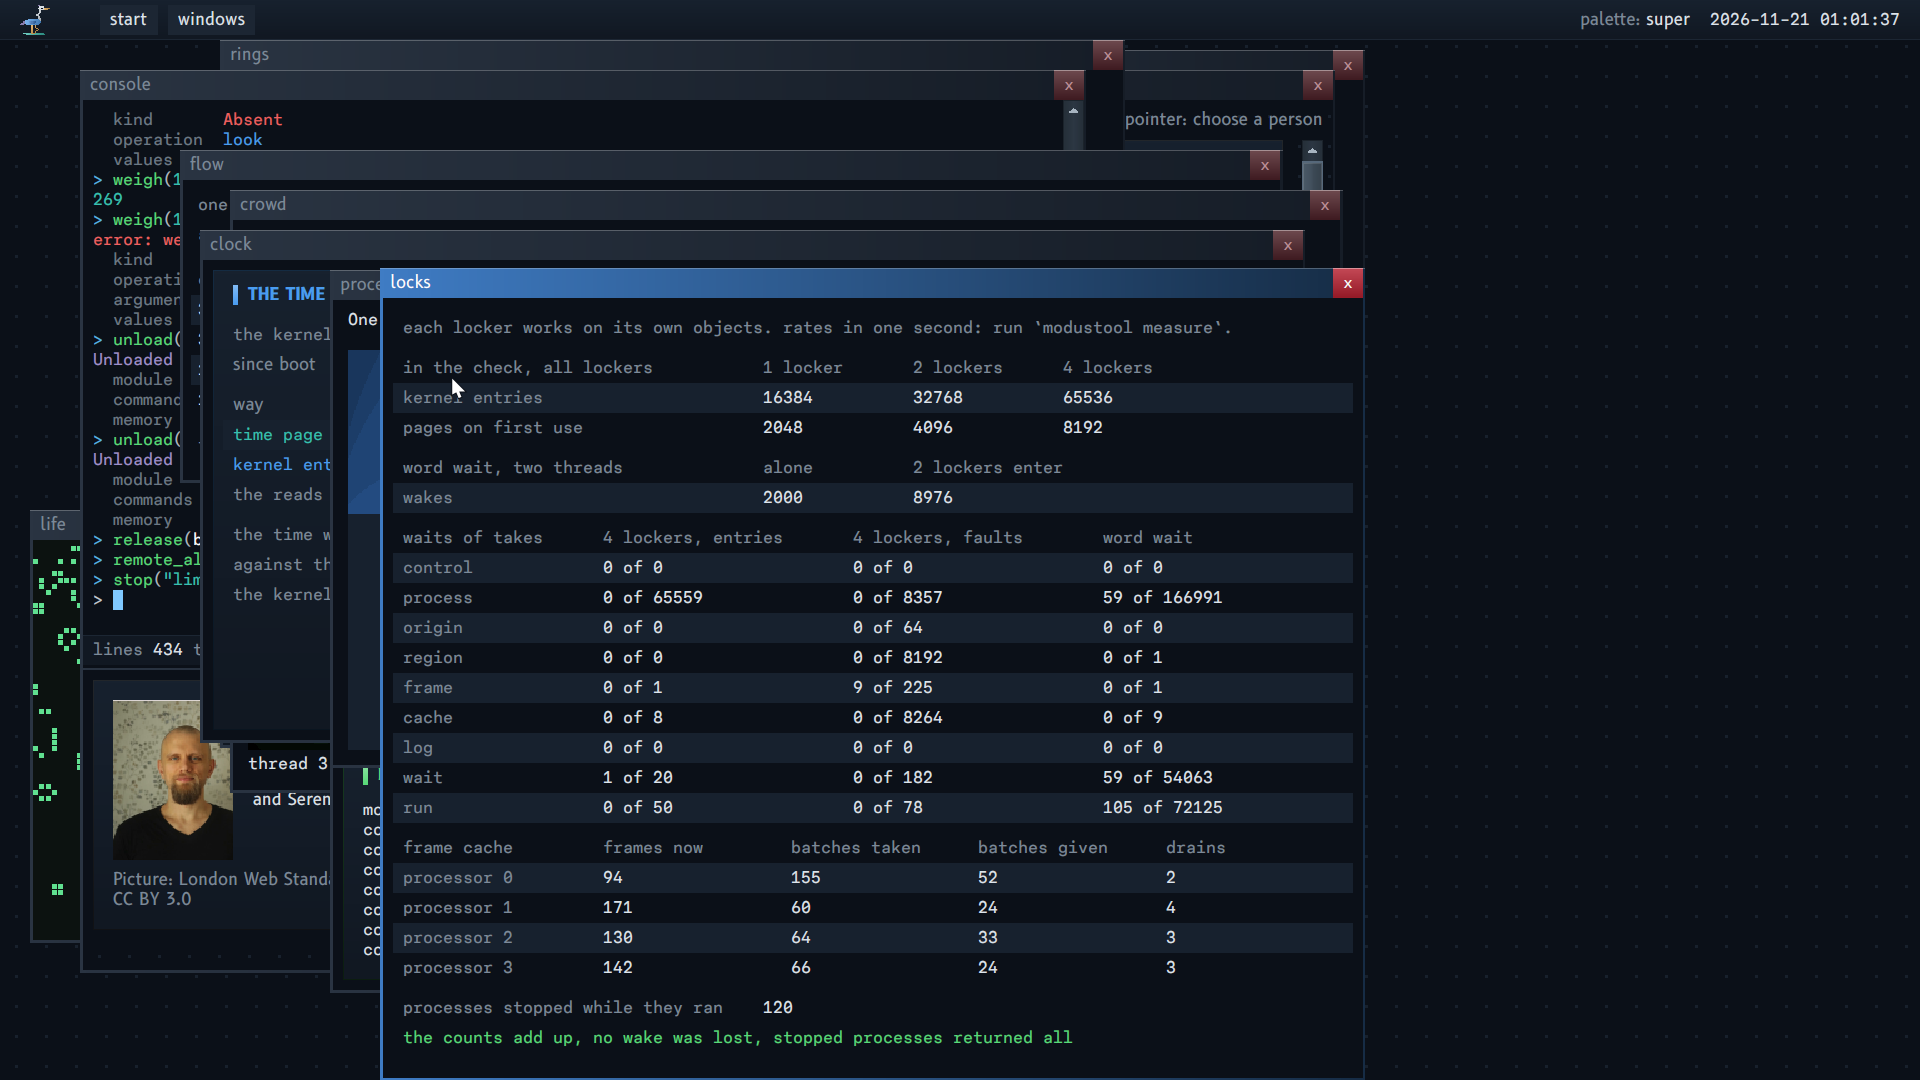 start windows palette: super 2026-11-21 01:01:37
rings x
x
console x
x
kind Absent
operation look
values
pointer: choose a person
> weigh(1
269
> weigh(1
error: we
kind
operati
argumen
values
> unload(
Unloaded
module
command
memory
> unload(
Unloaded
module
commands
memory
> release(b
> remote_al
> stop("lim
>
lines 434 t
flow x
one
crowd x
clock x
THE TIME
the kernel
since boot
way
time page
kernel ent
the reads
the time w
against th
the kernel
life
thread 3
and Seren
Picture: London Web Standa
CC BY 3.0
proce
One
mo
co
co
co
co
co
co
co
locks x
each locker works on its own objects. rates in one second: run `modustool measure`.
in the check, all lockers 1 locker 2 lockers 4 lockers
kernel entries 16384 32768 65536
pages on first use 2048 4096 8192
word wait, two threads alone 2 lockers enter
wakes 2000 8976
waits of takes 4 lockers, entries 4 lockers, faults word wait
control 0 of 0 0 of 0 0 of 0
process 0 of 65559 0 of 8357 59 of 166991
origin 0 of 0 0 of 64 0 of 0
region 0 of 0 0 of 8192 0 of 1
frame 0 of 1 9 of 225 0 of 1
cache 0 of 8 0 of 8264 0 of 9
log 0 of 0 0 of 0 0 of 0
wait 1 of 20 0 of 182 59 of 54063
run 0 of 50 0 of 78 105 of 72125
frame cache frames now batches taken batches given drains
processor 0 94 155 52 2
processor 1 171 60 24 4
processor 2 130 64 33 3
processor 3 142 66 24 3
processes stopped while they ran 120
the counts add up, no wake was lost, stopped processes returned all